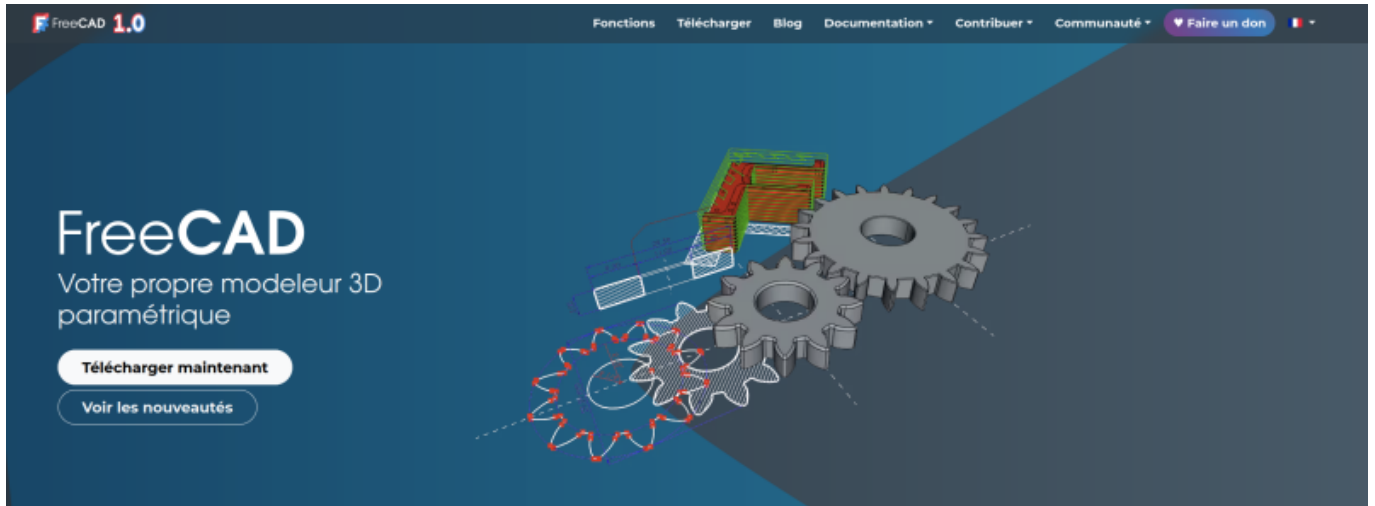 FreeCAD 1.0
Fonctions Télécharger Blog Documentation Contribuer Communauté ♥ Faire un don
FreeCAD
Votre propre modeleur 3D
paramétrique
Télécharger maintenant
Voir les nouveautés